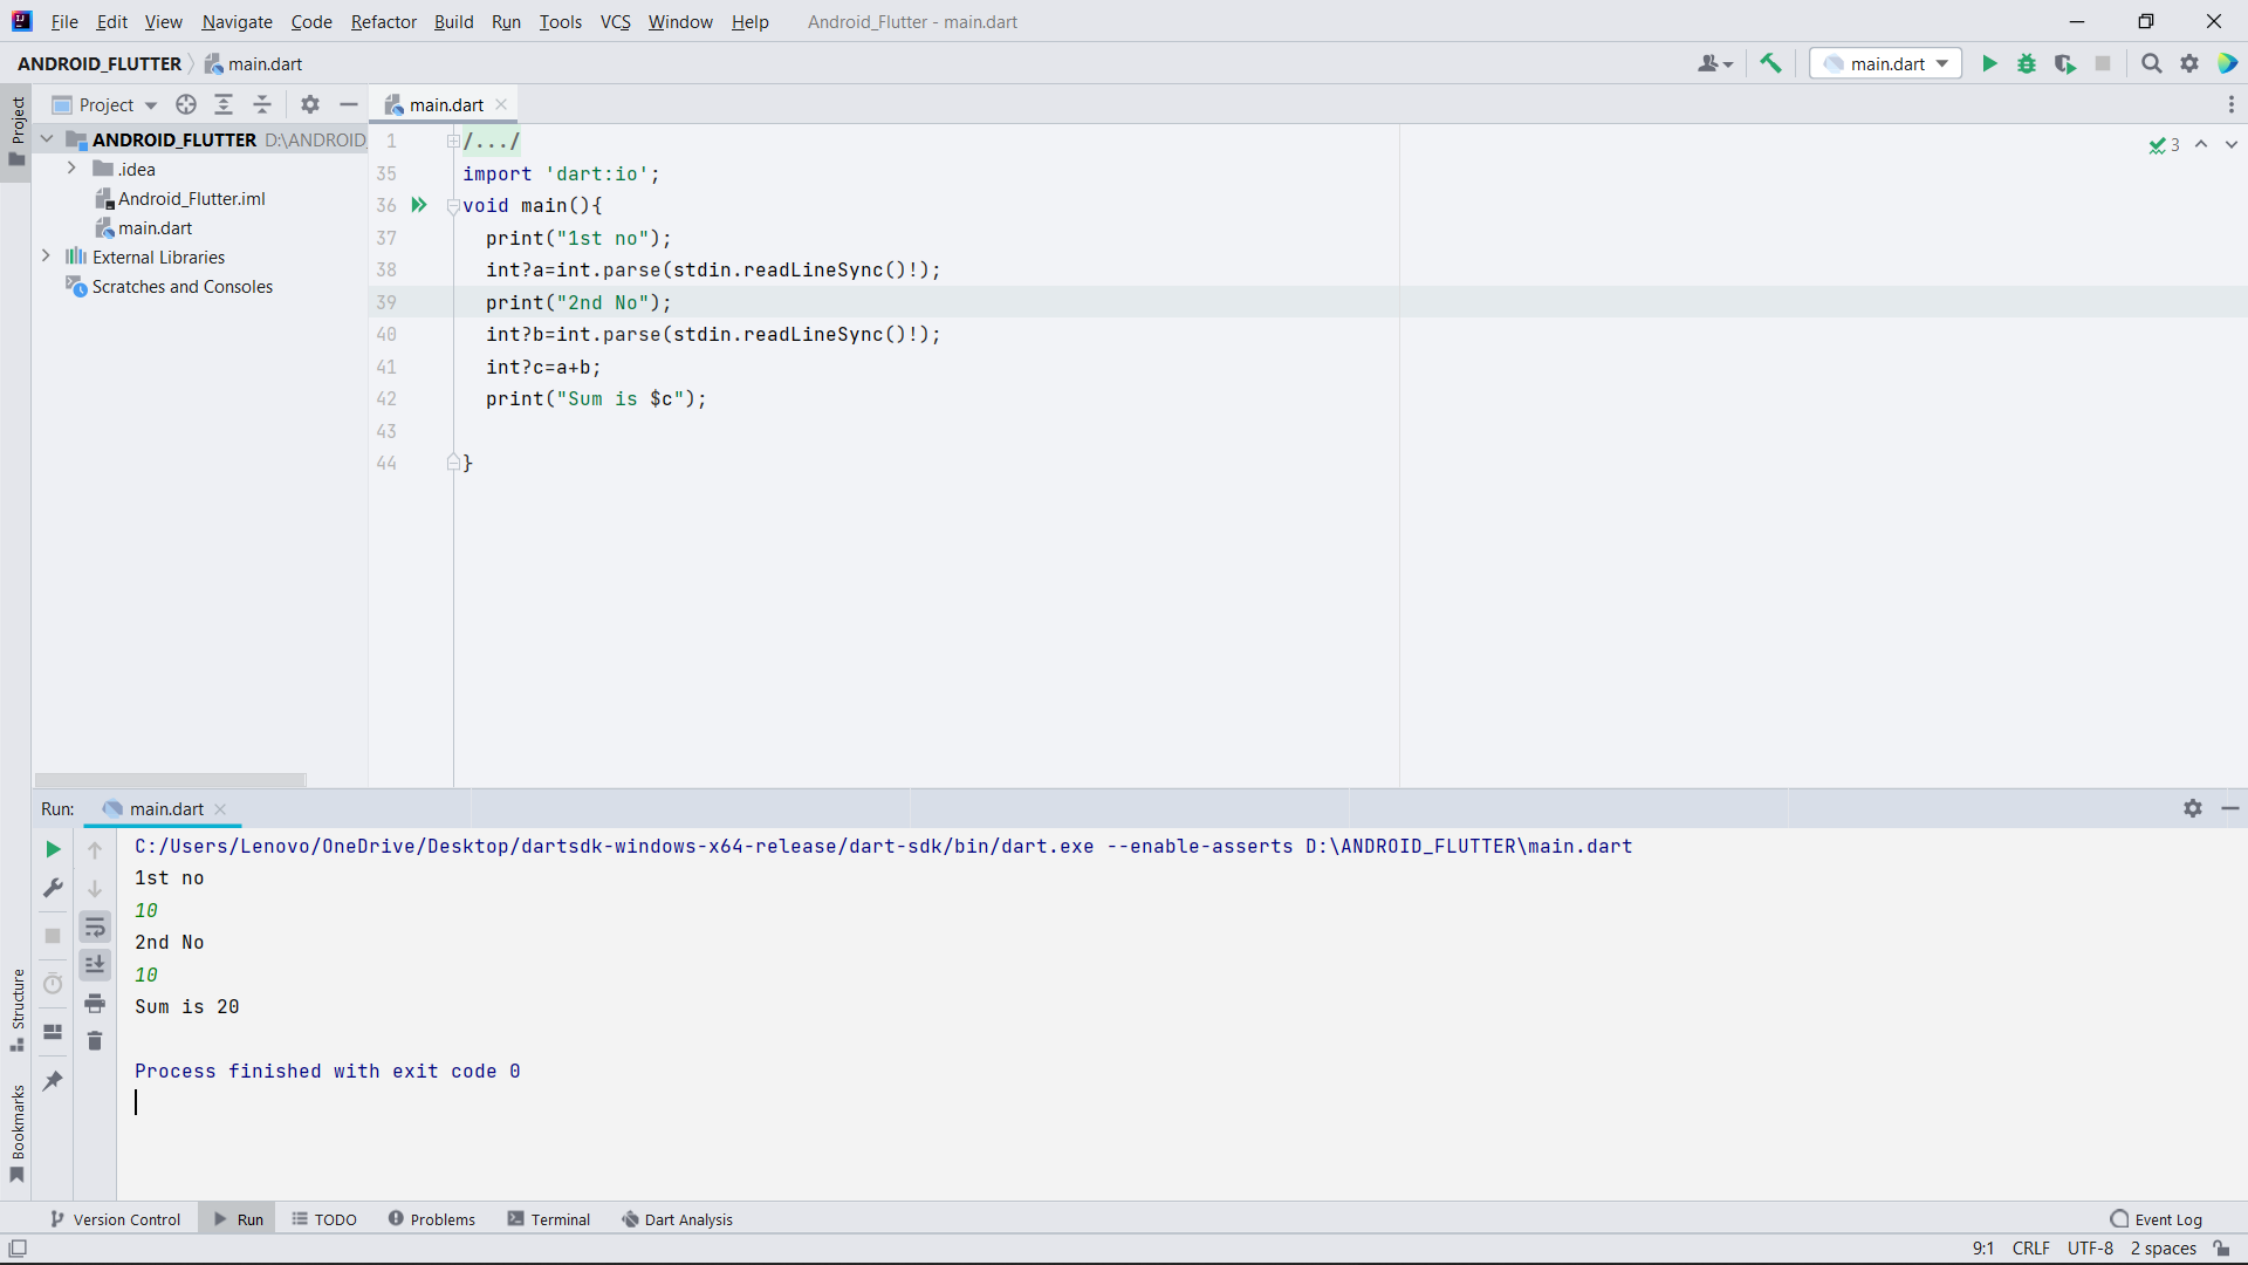 File Edit View Navigate Code Refactor Build Run Tools VCS Window Help Android_Flutter - main.dart
ANDROID_FLUTTER main.dart main.dart
Project
Project main.dart
ANDROID_FLUTTER D:\ANDROID_
.idea
Android_Flutter.iml
main.dart
External Libraries
Scratches and Consoles
1 /.../
35 import 'dart:io';
36 void main(){
37 print("1st no");
38 int?a=int.parse(stdin.readLineSync()!);
39 print("2nd No");
40 int?b=int.parse(stdin.readLineSync()!);
41 int?c=a+b;
42 print("Sum is $c");
43
44 }
3
Run: main.dart
C:/Users/Lenovo/OneDrive/Desktop/dartsdk-windows-x64-release/dart-sdk/bin/dart.exe --enable-asserts D:\ANDROID_FLUTTER\main.dart
1st no
10
2nd No
10
Sum is 20
Process finished with exit code 0
Structure
Bookmarks
Version Control Run TODO Problems Terminal Dart Analysis Event Log
9:1 CRLF UTF-8 2 spaces